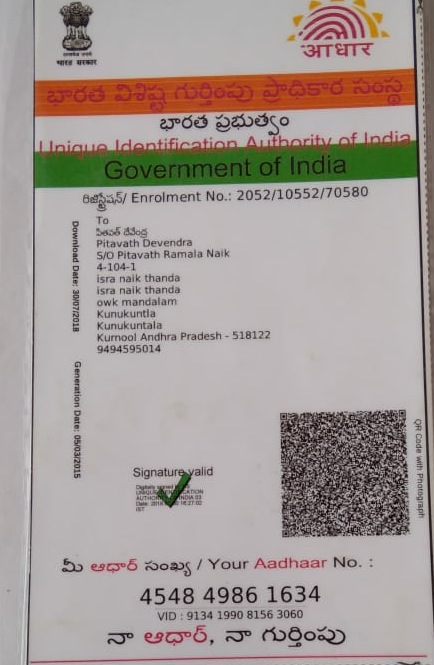 भारत सरकार
आधार
భారత విశిష్ట గుర్తింపు ప్రాధికార సంస్థ
భారత ప్రభుత్వం
Unique Identification Authority of India
Government of India
Enrolment No.: 2052/10552/70580
To
Pitavath Devendra
S/O Pitavath Ramala Naik
4-104-1
isra naik thanda
isra naik thanda
owk mandalam
Kunukuntla
Kunukuntala
Kurnool Andhra Pradesh - 518122
9494595014
Download Date: 30/07/2018
Generation Date: 05/03/2015
Signature valid
QR Code with Photograph
మీ ఆధార్ సంఖ్య / Your Aadhaar No. :
4548 4986 1634
VID : 9134 1990 8156 3060
నా ఆధార్, నా గుర్తింపు